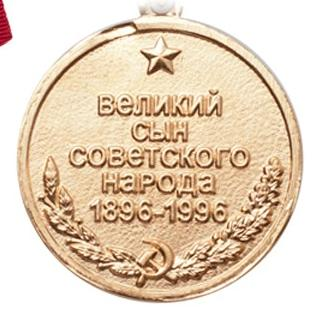 великий
сын
советского
народа
1896-1996